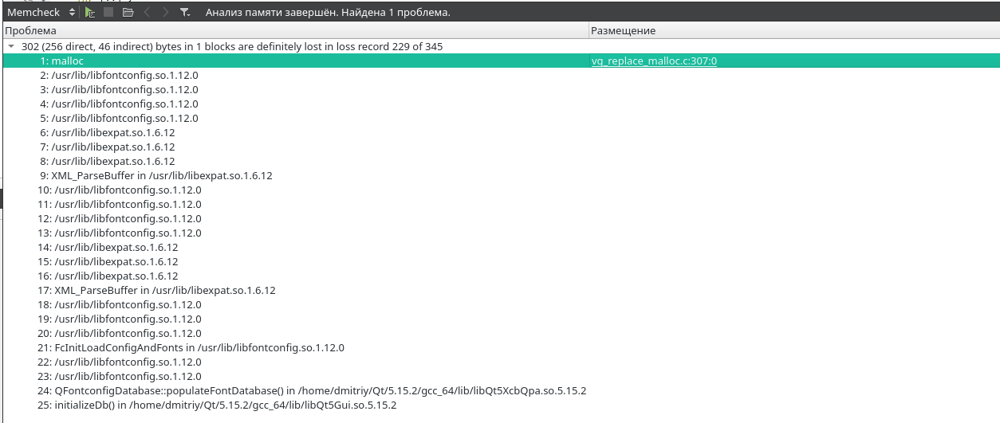 Memcheck Анализ памяти завершён. Найдена 1 проблема.
Проблема Размещение
302 (256 direct, 46 indirect) bytes in 1 blocks are definitely lost in loss record 229 of 345
1: malloc vg_replace_malloc.c:307:0
2: /usr/lib/libfontconfig.so.1.12.0
3: /usr/lib/libfontconfig.so.1.12.0
4: /usr/lib/libfontconfig.so.1.12.0
5: /usr/lib/libfontconfig.so.1.12.0
6: /usr/lib/libexpat.so.1.6.12
7: /usr/lib/libexpat.so.1.6.12
8: /usr/lib/libexpat.so.1.6.12
9: XML_ParseBuffer in /usr/lib/libexpat.so.1.6.12
10: /usr/lib/libfontconfig.so.1.12.0
11: /usr/lib/libfontconfig.so.1.12.0
12: /usr/lib/libfontconfig.so.1.12.0
13: /usr/lib/libfontconfig.so.1.12.0
14: /usr/lib/libexpat.so.1.6.12
15: /usr/lib/libexpat.so.1.6.12
16: /usr/lib/libexpat.so.1.6.12
17: XML_ParseBuffer in /usr/lib/libexpat.so.1.6.12
18: /usr/lib/libfontconfig.so.1.12.0
19: /usr/lib/libfontconfig.so.1.12.0
20: /usr/lib/libfontconfig.so.1.12.0
21: FcInitLoadConfigAndFonts in /usr/lib/libfontconfig.so.1.12.0
22: /usr/lib/libfontconfig.so.1.12.0
23: /usr/lib/libfontconfig.so.1.12.0
24: QFontconfigDatabase::populateFontDatabase() in /home/dmitriy/Qt/5.15.2/gcc_64/lib/libQt5XcbQpa.so.5.15.2
25: initializeDb() in /home/dmitriy/Qt/5.15.2/gcc_64/lib/libQt5Gui.so.5.15.2